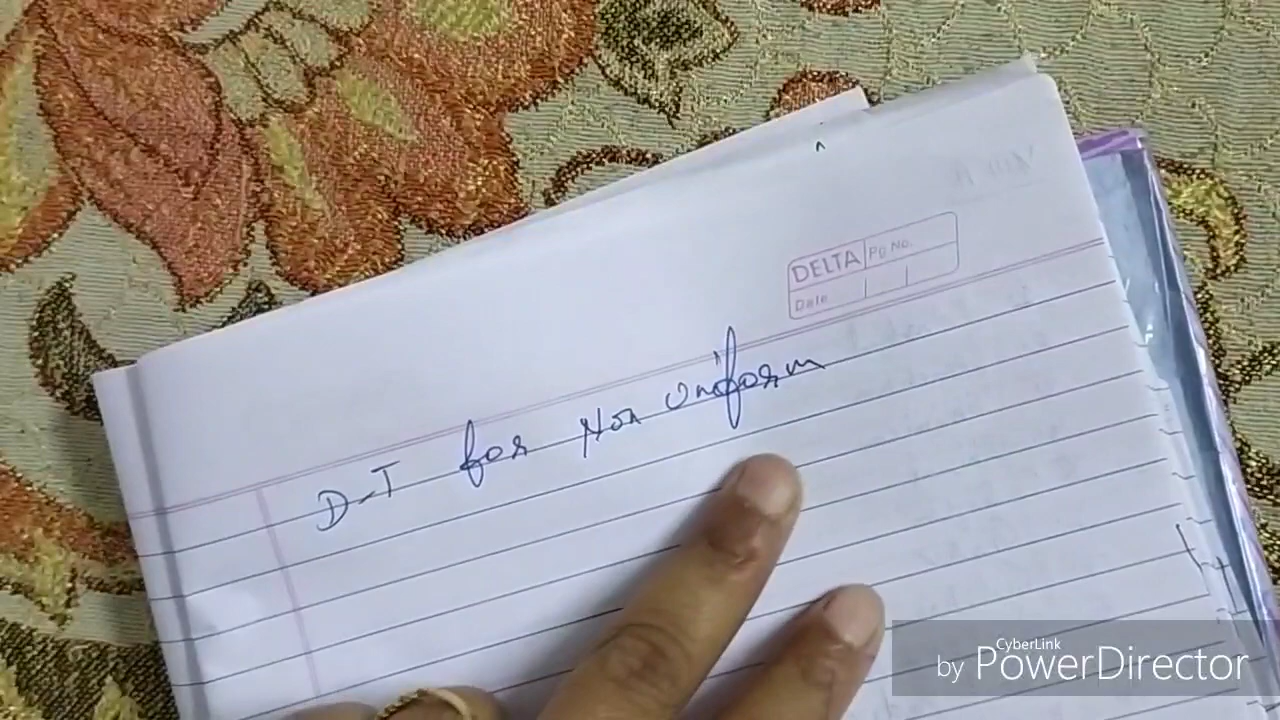 DELTA Pg No.
Date
D-T for Non Uniform
CyberLink
by PowerDirector